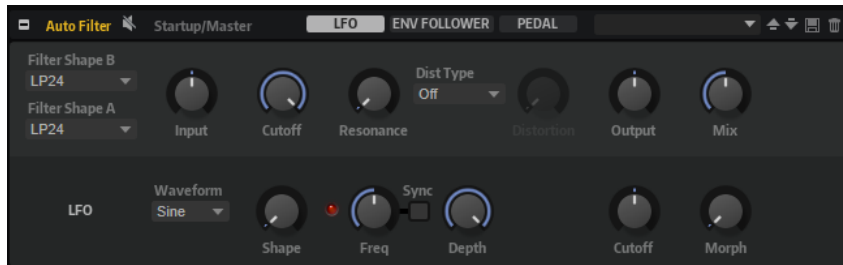 Auto Filter Startup/Master LFO ENV FOLLOWER PEDAL
Filter Shape B
LP24
Filter Shape A
LP24
Input
Cutoff
Resonance
Dist Type
Off
Distortion
Output
Mix
LFO
Waveform
Sine
Shape
Freq
Sync
Depth
Cutoff
Morph